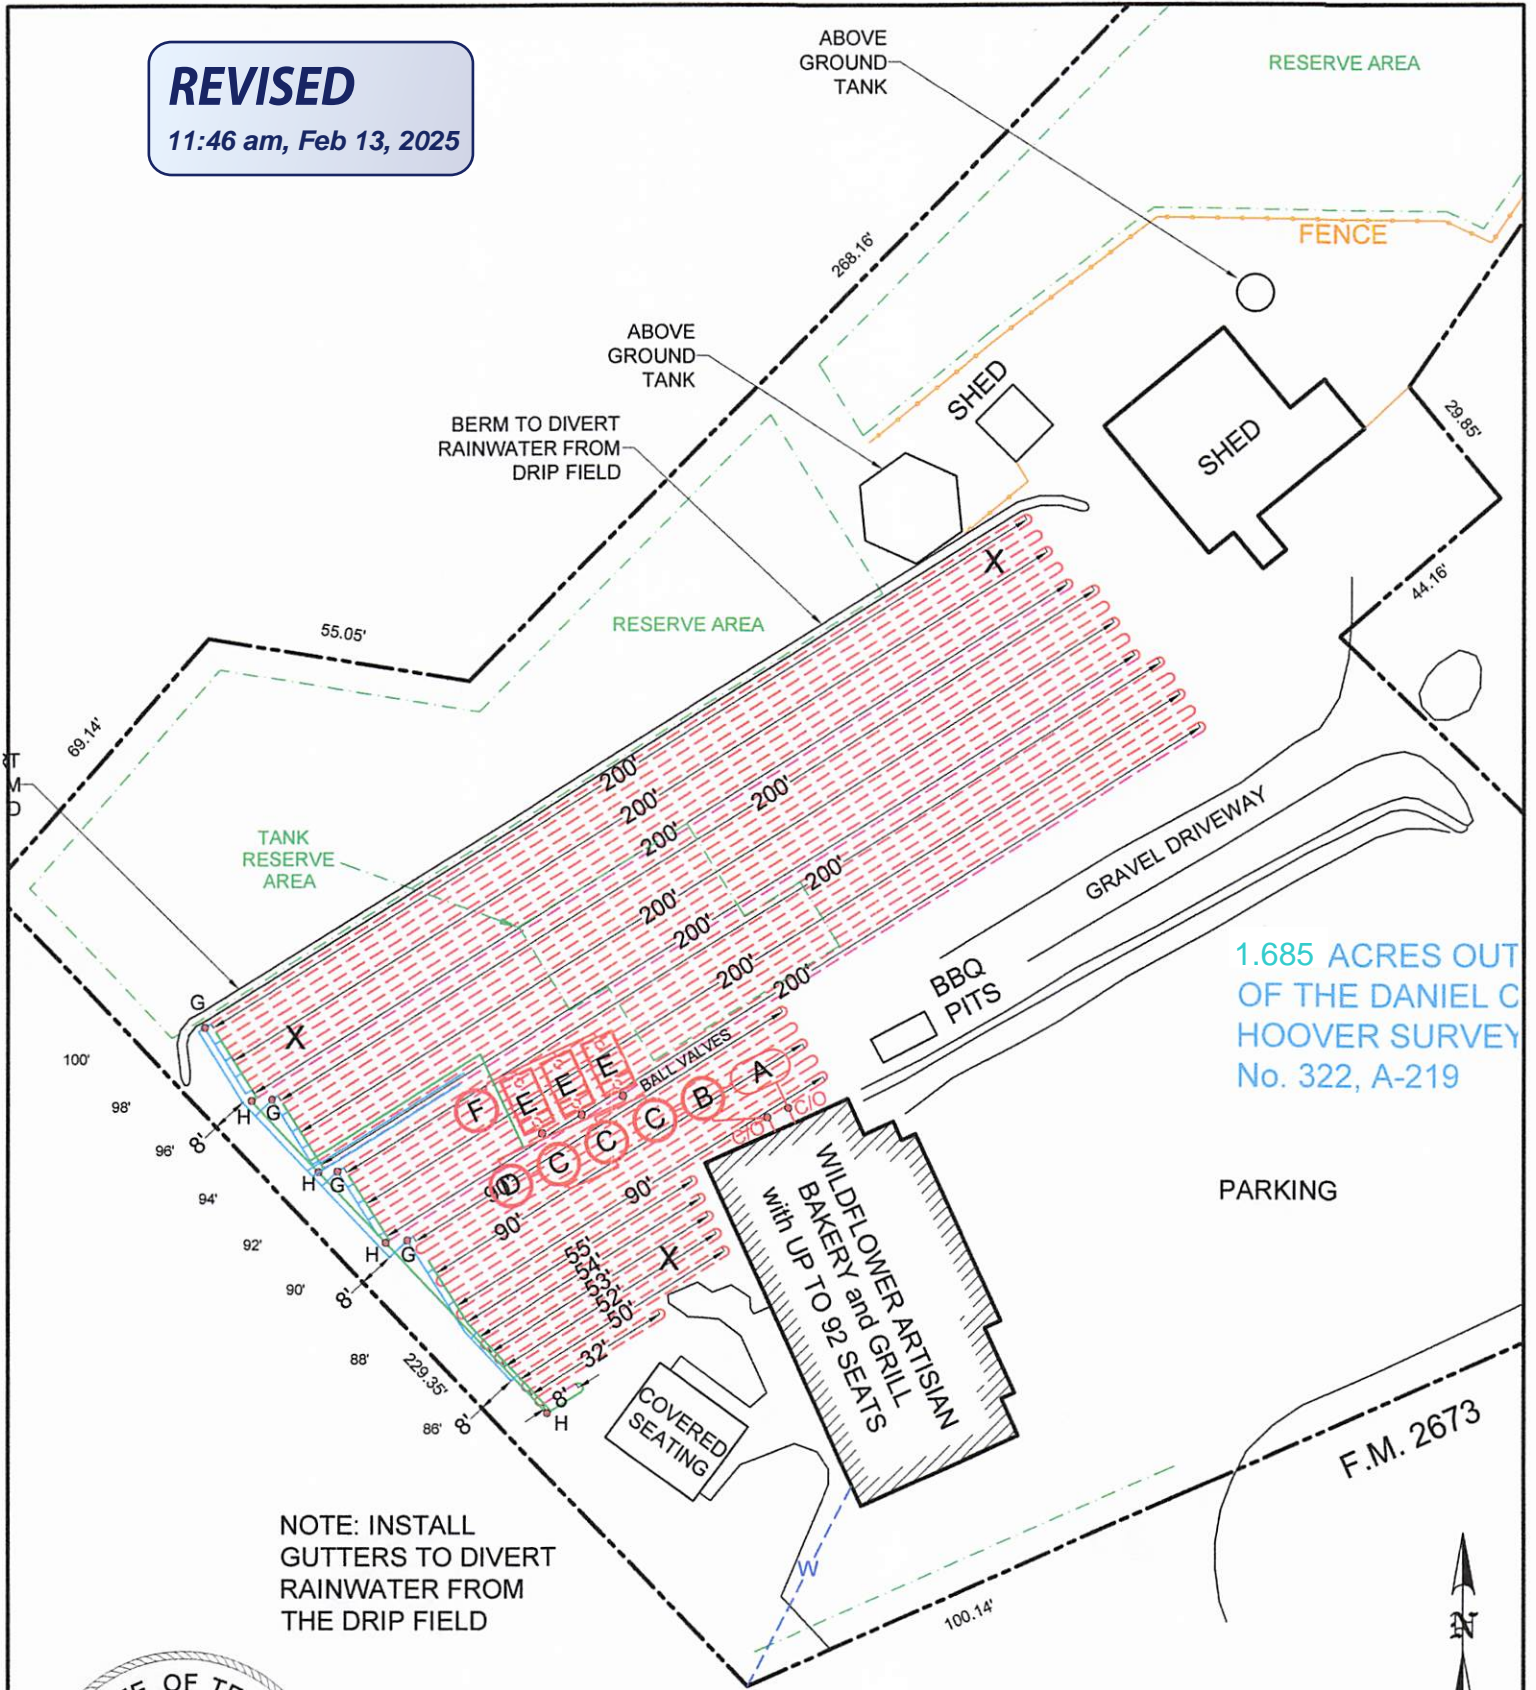 REVISED
11:46 am, Feb 13, 2025
ABOVE
GROUND
TANK
RESERVE AREA
FENCE
268.16'
ABOVE
GROUND
TANK
SHED
SHED
29.85'
BERM TO DIVERT
RAINWATER FROM
DRIP FIELD
X
44.16'
55.05'
RESERVE AREA
69.14'
M
D
TANK
RESERVE
AREA
200'
200'
200'
200'
200'
200'
200'
200'
200'
GRAVEL DRIVEWAY
BBQ
PITS
1.685 ACRES OUT
OF THE DANIEL C
HOOVER SURVEY
No. 322, A-219
G
X
100'
98'
96'
94'
92'
90'
88'
86'
8'
H
G
H
G
H
G
8'
F
E
E
E
BALL VALVES
A
B
C
C
C
D
C/O
C/O
90'
90'
90'
55'
54'
53'
52'
50'
32'
X
8'
H
8'
229.35'
WILDFLOWER ARTISIAN
BAKERY and GRILL
with UP TO 92 SEATS
PARKING
COVERED
SEATING
F.M. 2673
W
100.14'
N
NOTE: INSTALL
GUTTERS TO DIVERT
RAINWATER FROM
THE DRIP FIELD
E OF TE